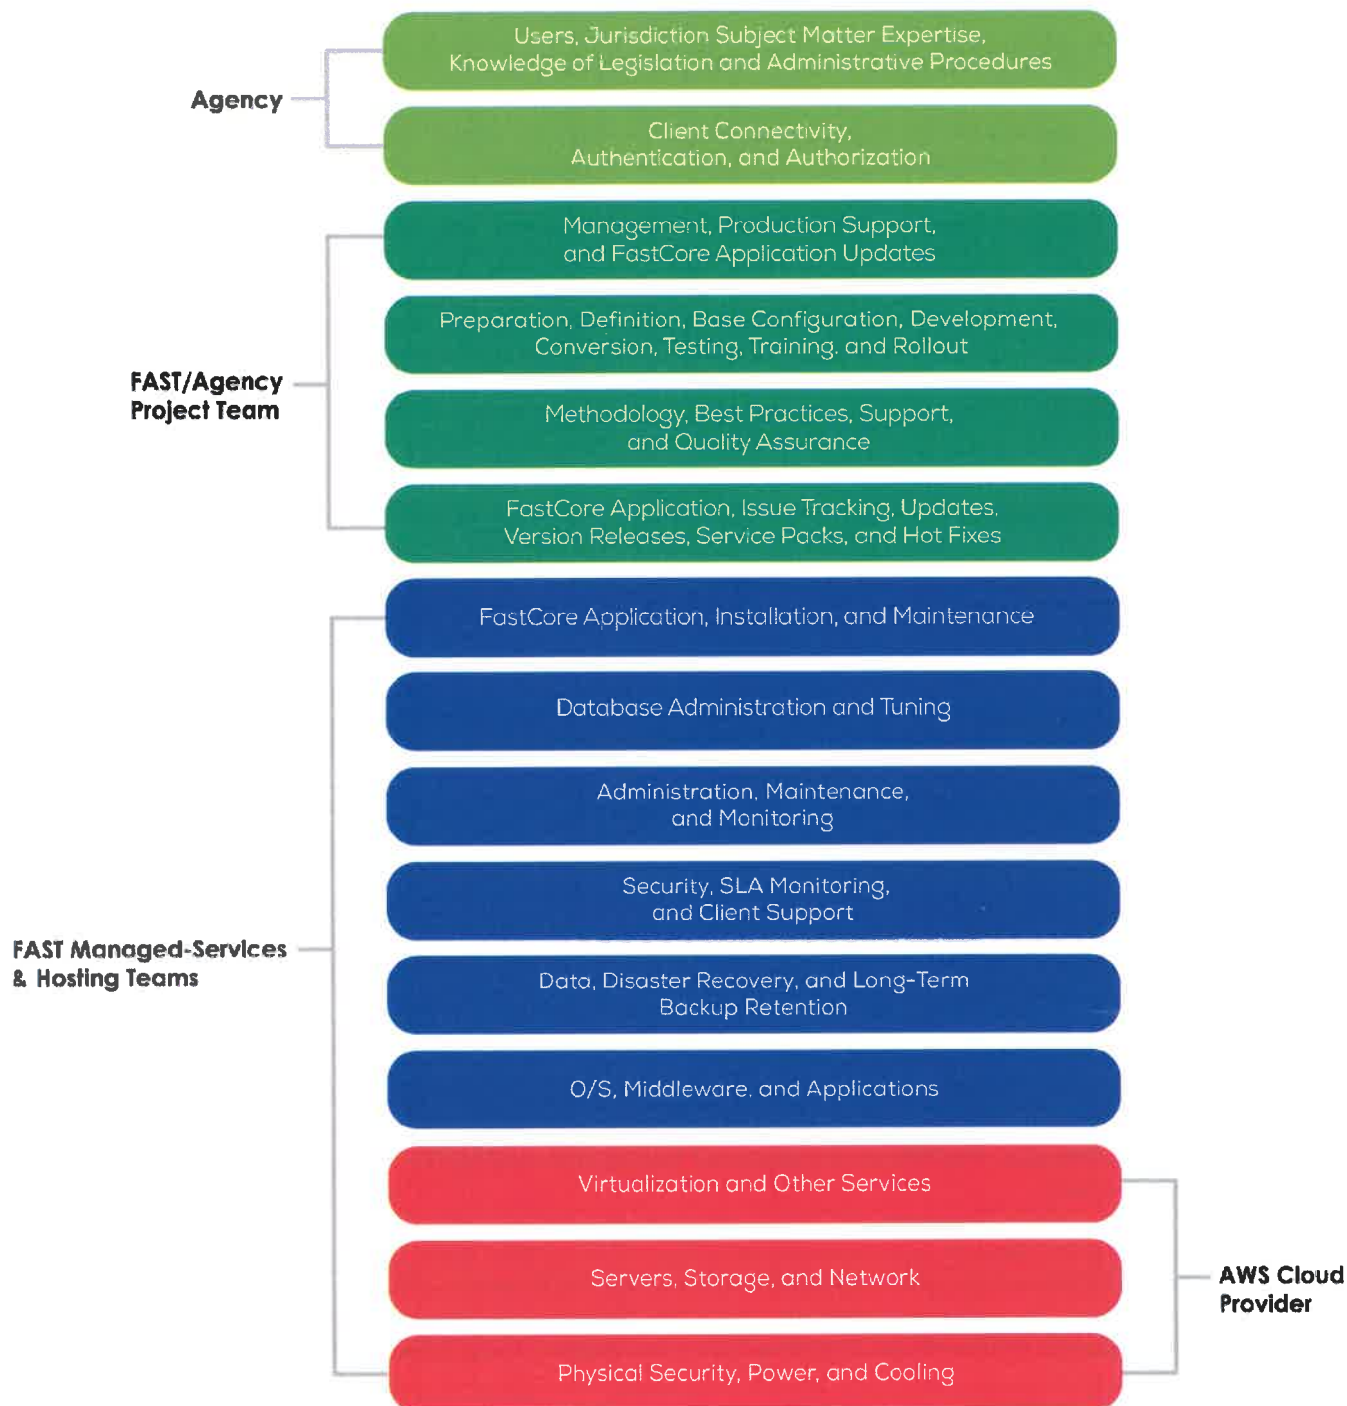 Users, Jurisdiction Subject Matter Expertise,
Knowledge of Legislation and Administrative Procedures
Agency
Client Connectivity,
Authentication, and Authorization
Management, Production Support,
and FastCore Application Updates
Preparation, Definition, Base Configuration, Development,
Conversion, Testing, Training, and Rollout
FAST/Agency
Project Team
Methodology, Best Practices, Support,
and Quality Assurance
FastCore Application, Issue Tracking, Updates,
Version Releases, Service Packs, and Hot Fixes
FastCore Application, Installation, and Maintenance
Database Administration and Tuning
Administration, Maintenance,
and Monitoring
Security, SLA Monitoring,
and Client Support
FAST Managed-Services
& Hosting Teams
Data, Disaster Recovery, and Long-Term
Backup Retention
O/S, Middleware, and Applications
Virtualization and Other Services
Servers, Storage, and Network
AWS Cloud
Provider
Physical Security, Power, and Cooling